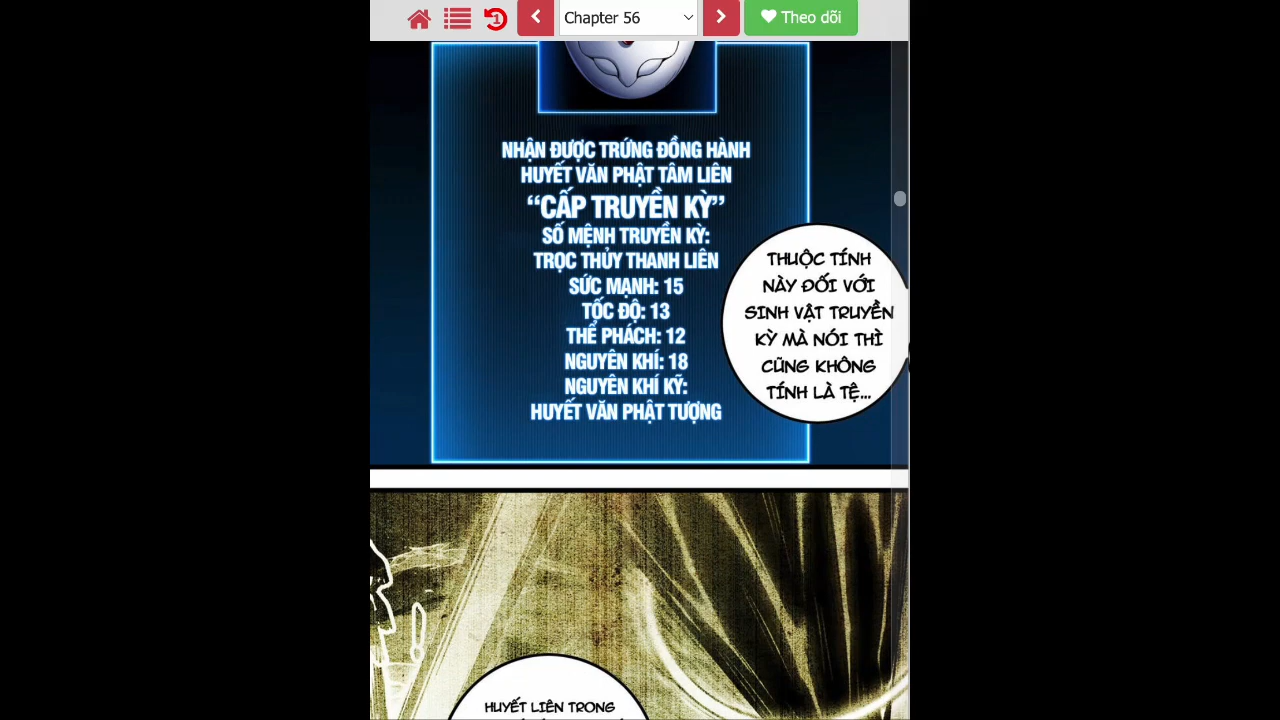 1
Chapter 56
Theo dõi
NHẬN ĐƯỢC TRỨNG ĐỒNG HÀNH
HUYẾT VĂN PHẬT TÂM LIÊN
“CẤP TRUYỀN KỲ”
SỐ MỆNH TRUYỀN KỲ:
TRỌC THỦY THANH LIÊN
SỨC MẠNH: 15
TỐC ĐỘ: 13
THỂ PHÁCH: 12
NGUYÊN KHÍ: 18
NGUYÊN KHÍ KỸ:
HUYẾT VĂN PHẬT TƯỢNG
THUỘC TÍNH
NÀY ĐỐI VỚI
SINH VẬT TRUYỀN
KỲ MÀ NÓI THÌ
CŨNG KHÔNG
TÍNH LÀ TỆ...
HUYẾT LIÊN TRONG